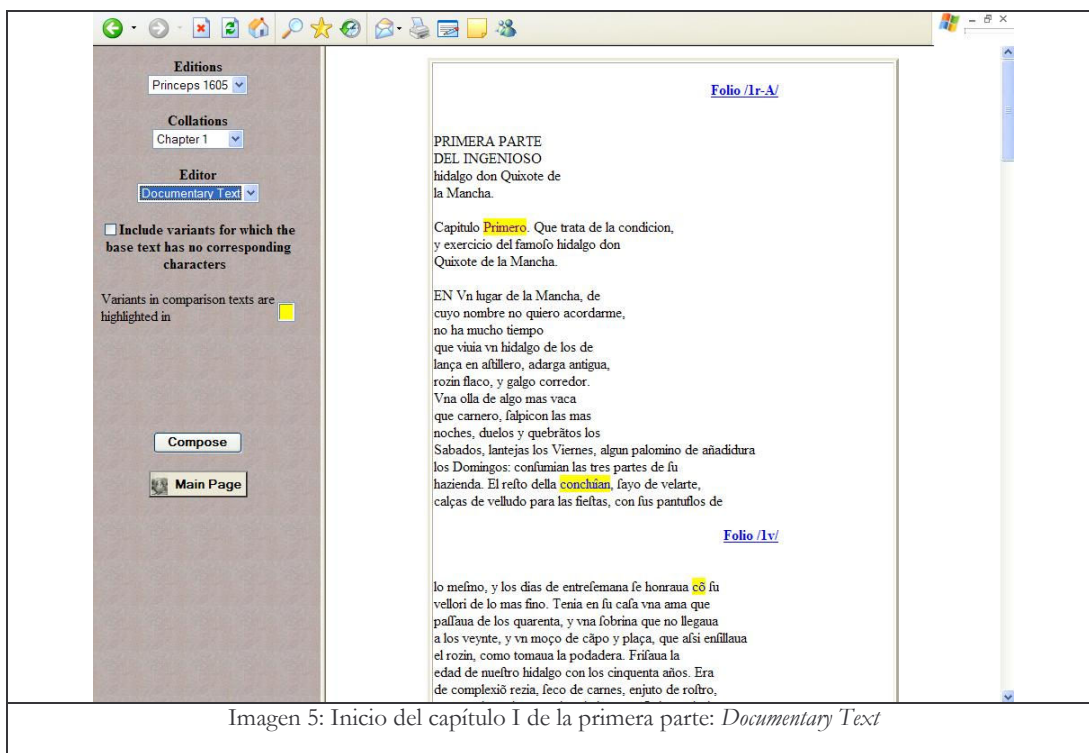 Editions
Princeps 1605
Collations
Chapter 1
Editor
Documentary Text
Include variants for which the
base text has no corresponding
characters
Variants in comparison texts are
highlighted in
Compose
Main Page
Folio /1r-A/
PRIMERA PARTE
DEL INGENIOSO
hidalgo don Quixote de
la Mancha.
Capitulo Primero. Que trata de la condicion,
y exercicio del famoſo hidalgo don
Quixote de la Mancha.
EN Vn lugar de la Mancha, de
cuyo nombre no quiero acordarme,
no ha mucho tiempo
que viuia vn hidalgo de los de
lança en aſtillero, adarga antigua,
rozin flaco, y galgo corredor.
Vna olla de algo mas vaca
que carnero, ſalpicon las mas
noches, duelos y quebrãtos los
Sabados, lantejas los Viernes, algun palomino de añadidura
los Domingos: conſumian las tres partes de ſu
hazienda. El reſto della concluîan, ſayo de velarte,
calças de velludo para las fieſtas, con ſus pantuflos de
Folio /1v/
lo meſmo, y los dias de entreſemana ſe honraua cõ ſu
vellori de lo mas fino. Tenia en ſu caſa vna ama que
paſſaua de los quarenta, y vna ſobrina que no llegaua
a los veynte, y vn moço de cãpo y plaça, que aſsi enſillaua
el rozin, como tomaua la podadera. Friſaua la
edad de nueſtro hidalgo con los cinquenta años. Era
de complexiõ rezia, ſeco de carnes, enjuto de roſtro,
Imagen 5: Inicio del capítulo I de la primera parte: Documentary Text